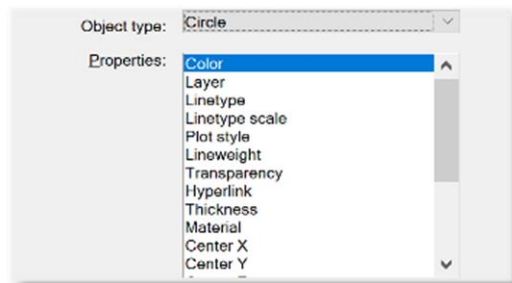 Object type: Circle
Properties:
Color
Layer
Linetype
Linetype scale
Plot style
Lineweight
Transparency
Hyperlink
Thickness
Material
Center X
Center Y